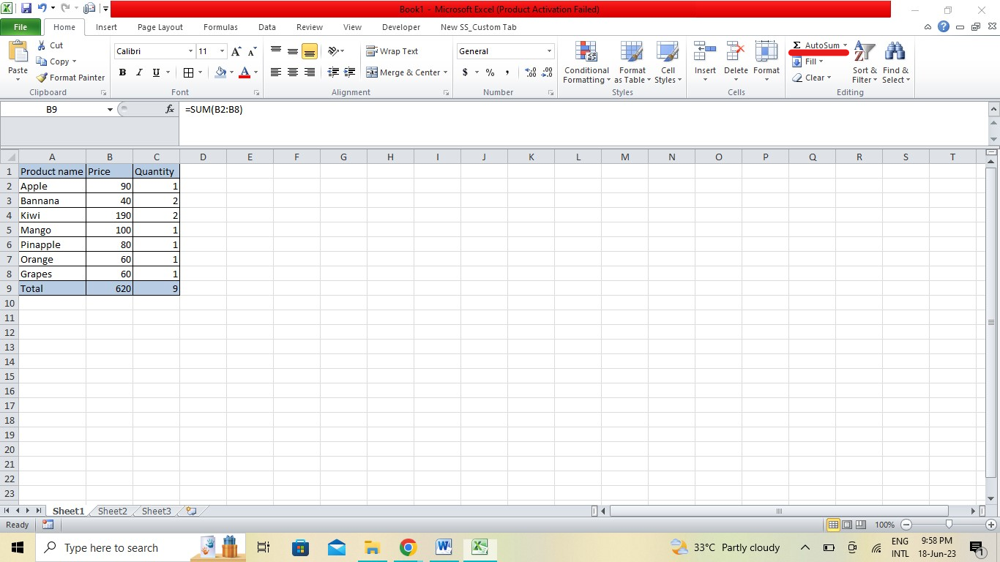 Book1 - Microsoft Excel (Product Activation Failed)
File Home Insert Page Layout Formulas Data Review View Developer New SS_Custom Tab
Paste
Cut
Copy
Format Painter
Clipboard
Calibri 11
B I U
Font
Wrap Text
Merge & Center
Alignment
General
$ % ,
Number
Conditional Formatting
Format as Table
Cell Styles
Styles
Insert Delete Format
Cells
Σ AutoSum
Fill
Clear
Sort & Filter
Find & Select
Editing
B9 fx =SUM(B2:B8)
A B C D E F G H I J K L M N O P Q R S T
1 Product name Price Quantity
2 Apple 90 1
3 Bannana 40 2
4 Kiwi 190 2
5 Mango 100 1
6 Pinapple 80 1
7 Orange 60 1
8 Grapes 60 1
9 Total 620 9
10
11
12
13
14
15
16
17
18
19
20
21
22
23
Sheet1 Sheet2 Sheet3
Ready 100%
Type here to search 33°C Partly cloudy ENG INTL 9:58 PM 18-Jun-23 1